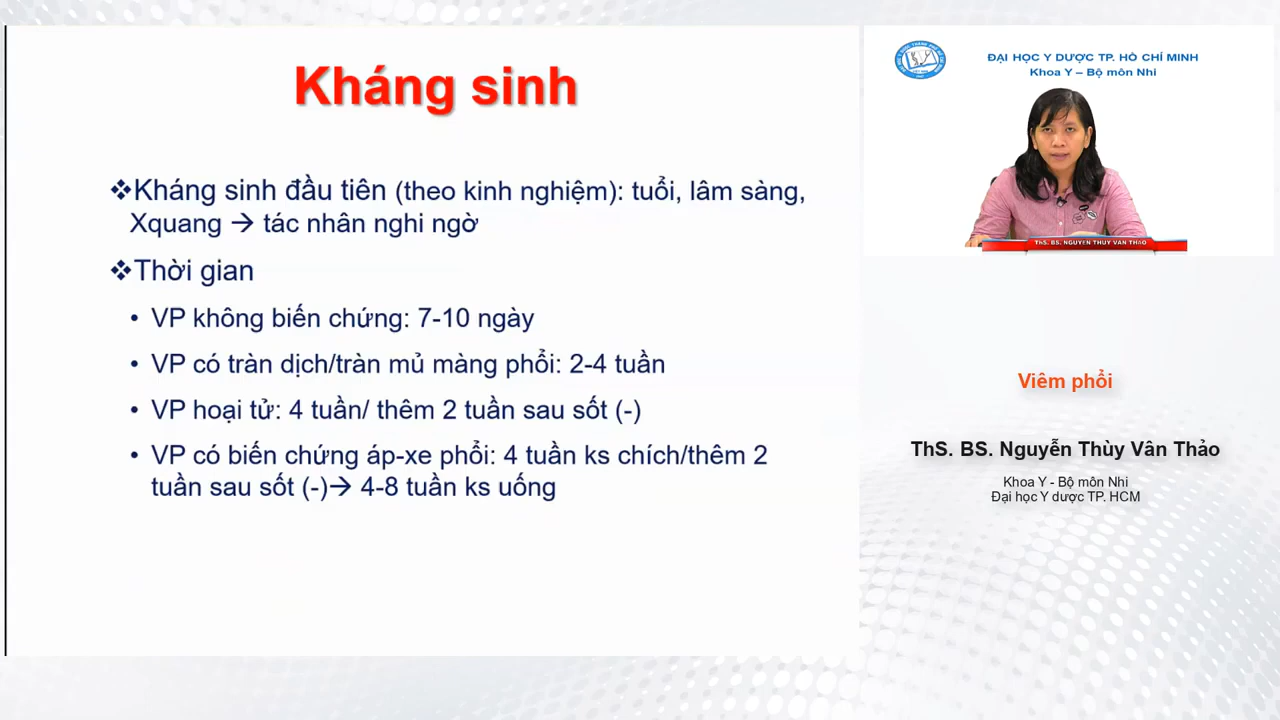 Kháng sinh
❖Kháng sinh đầu tiên (theo kinh nghiệm): tuổi, lâm sàng,
Xquang → tác nhân nghi ngờ
❖Thời gian
• VP không biến chứng: 7-10 ngày
• VP có tràn dịch/tràn mủ màng phổi: 2-4 tuần
• VP hoại tử: 4 tuần/ thêm 2 tuần sau sốt (-)
• VP có biến chứng áp-xe phổi: 4 tuần ks chích/thêm 2
tuần sau sốt (-)→ 4-8 tuần ks uống
ĐẠI HỌC Y DƯỢC TP. HỒ CHÍ MINH
Khoa Y – Bộ môn Nhi
ThS. BS. NGUYỄN THÙY VÂN THẢO
Viêm phổi
ThS. BS. Nguyễn Thùy Vân Thảo
Khoa Y - Bộ môn Nhi
Đại học Y dược TP. HCM